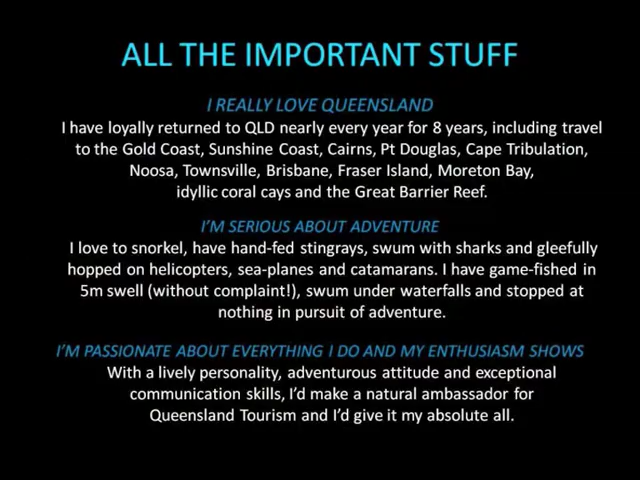 ALL THE IMPORTANT STUFF
I REALLY LOVE QUEENSLAND
I have loyally returned to QLD nearly every year for 8 years, including travel
to the Gold Coast, Sunshine Coast, Cairns, Pt Douglas, Cape Tribulation,
Noosa, Townsville, Brisbane, Fraser Island, Moreton Bay,
idyllic coral cays and the Great Barrier Reef.
I'M SERIOUS ABOUT ADVENTURE
I love to snorkel, have hand-fed stingrays, swum with sharks and gleefully
hopped on helicopters, sea-planes and catamarans. I have game-fished in
5m swell (without complaint!), swum under waterfalls and stopped at
nothing in pursuit of adventure.
I'M PASSIONATE ABOUT EVERYTHING I DO AND MY ENTHUSIASM SHOWS
With a lively personality, adventurous attitude and exceptional
communication skills, I'd make a natural ambassador for
Queensland Tourism and I'd give it my absolute all.